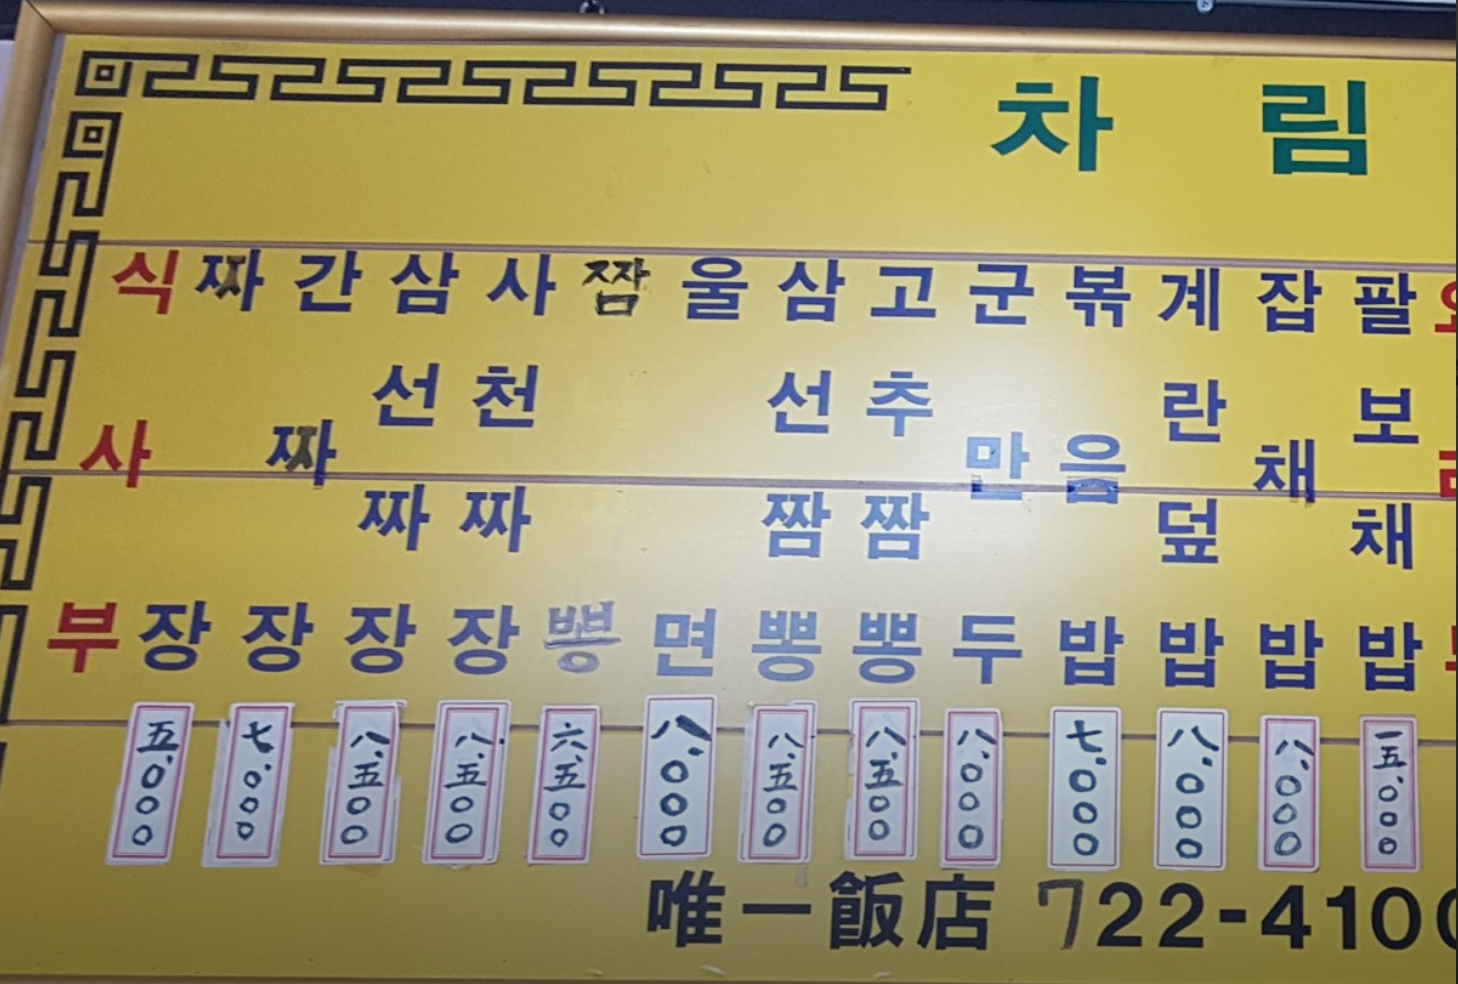 차림
식사부
짜장 五,000
간짜장 七,000
삼선짜장 八,五00
사천짜장 八,五00
짬뽕 六,五00
울면 八,000
삼선짬뽕 八,五00
고추짬뽕 八,五00
군만두 八,000
볶음밥 七,000
계란덮밥 八,000
잡채밥 八,000
팔보채밥 一五,000
唯一飯店 722-4100